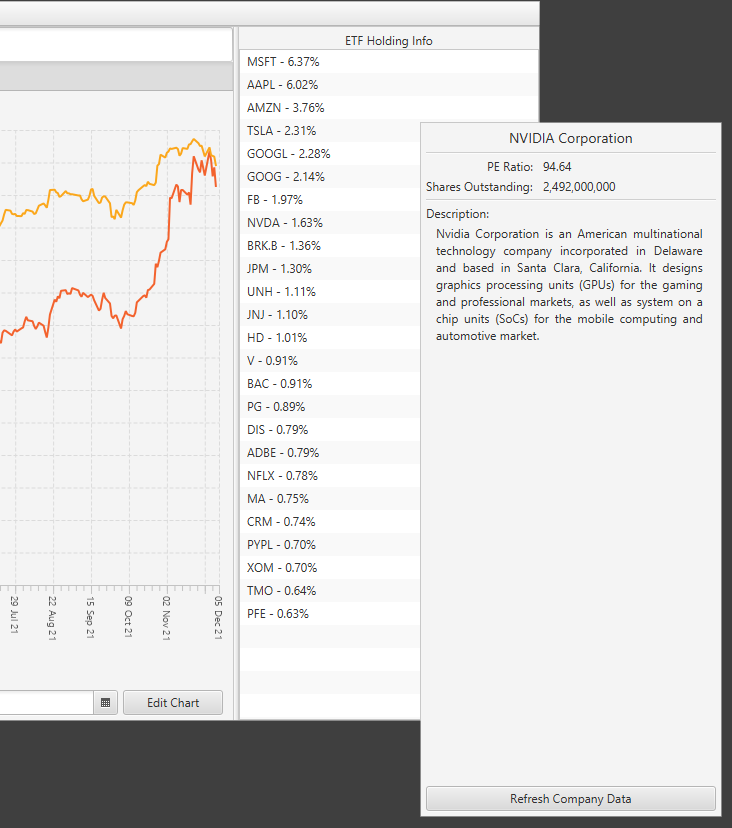 ETF Holding Info
MSFT - 6.37%
AAPL - 6.02%
AMZN - 3.76%
TSLA - 2.31%
GOOGL - 2.28%
GOOG - 2.14%
FB - 1.97%
NVDA - 1.63%
BRK.B - 1.36%
JPM - 1.30%
UNH - 1.11%
JNJ - 1.10%
HD - 1.01%
V - 0.91%
BAC - 0.91%
PG - 0.89%
DIS - 0.79%
ADBE - 0.79%
NFLX - 0.78%
MA - 0.75%
CRM - 0.74%
PYPL - 0.70%
XOM - 0.70%
TMO - 0.64%
PFE - 0.63%
29 Jul 21
22 Aug 21
15 Sep 21
09 Oct 21
02 Nov 21
05 Dec 21
Edit Chart
NVIDIA Corporation
PE Ratio: 94.64
Shares Outstanding: 2,492,000,000
Description:
Nvidia Corporation is an American multinational
technology company incorporated in Delaware
and based in Santa Clara, California. It designs
graphics processing units (GPUs) for the gaming
and professional markets, as well as system on a
chip units (SoCs) for the mobile computing and
automotive market.
Refresh Company Data